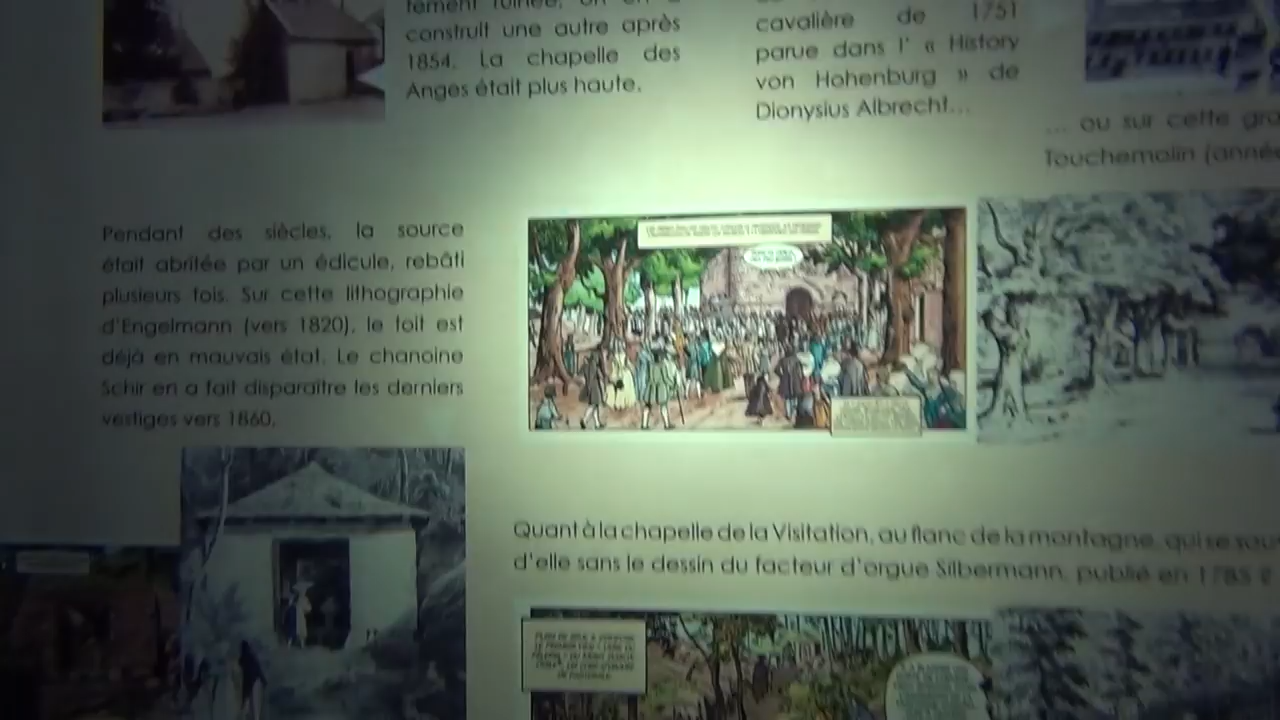 construit une autre après
1854. La chapelle des
Anges était plus haute.
cavalière de 1751
parue dans l' « History
von Hohenburg » de
Dionysius Albrecht...
... ou sur cette
Touchemolin
Pendant des siècles, la source
était abritée par un édicule, rebâti
plusieurs fois. Sur cette lithographie
d'Engelmann (vers 1820), le toit est
déjà en mauvais état. Le chanoine
Schir en a fait disparaître les derniers
vestiges vers 1860.
Quant à la chapelle de la Visitation, au flanc de la montagne, qui se
d'elle sans le dessin du facteur d'orgue Silbermann, publié en 1785